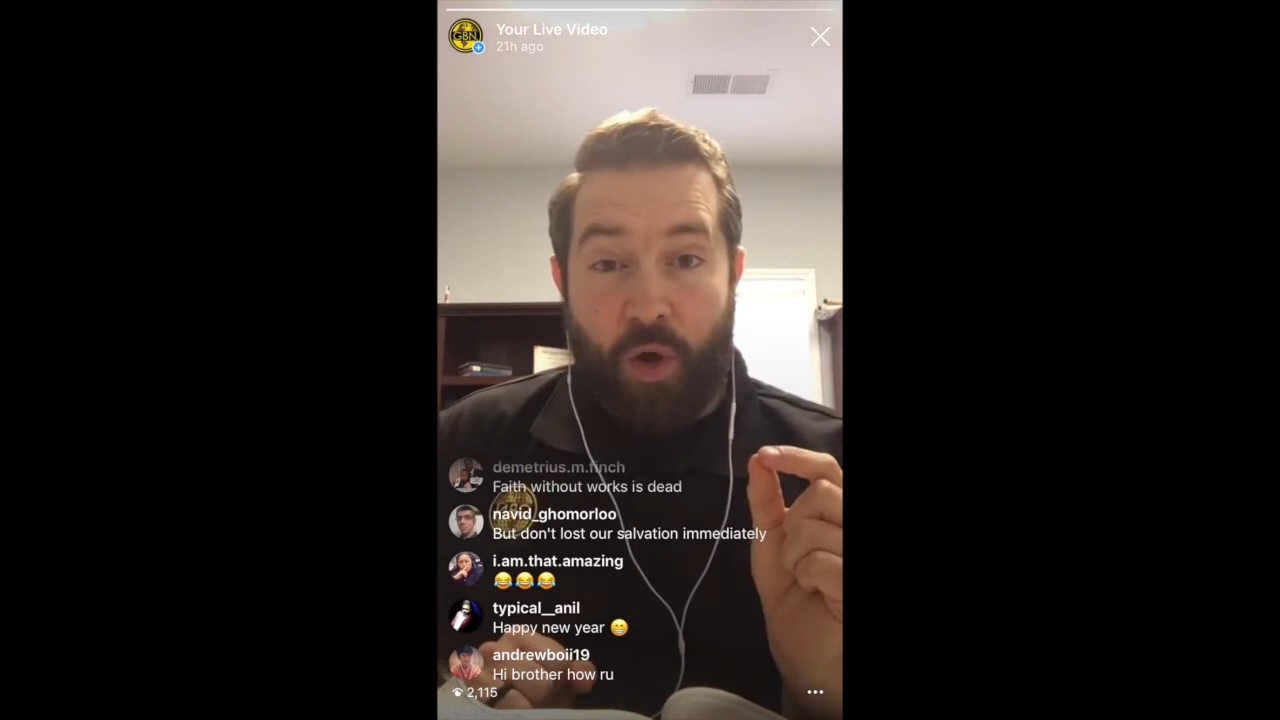 GBN
Your Live Video
21h ago
demetrius.m.finch
Faith without works is dead
navid_ghomorloo
But don't lost our salvation immediately
i.am.that.amazing
😂😂😂
typical__anil
Happy new year 😁
andrewboii19
Hi brother how ru
2,115